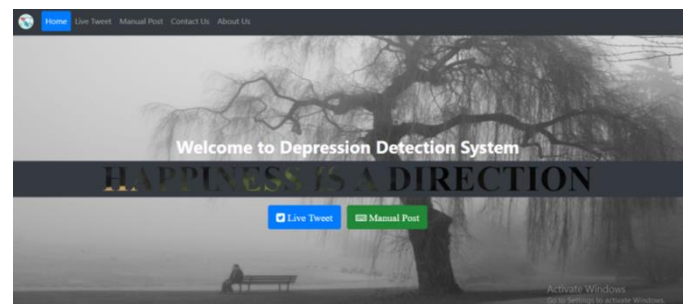 Home Live Tweet Manual Post Contact Us About Us
Welcome to Depression Detection System
HAPPINESS IS A DIRECTION
Live Tweet Manual Post
Activate Windows
Go to Settings to activate Windows.